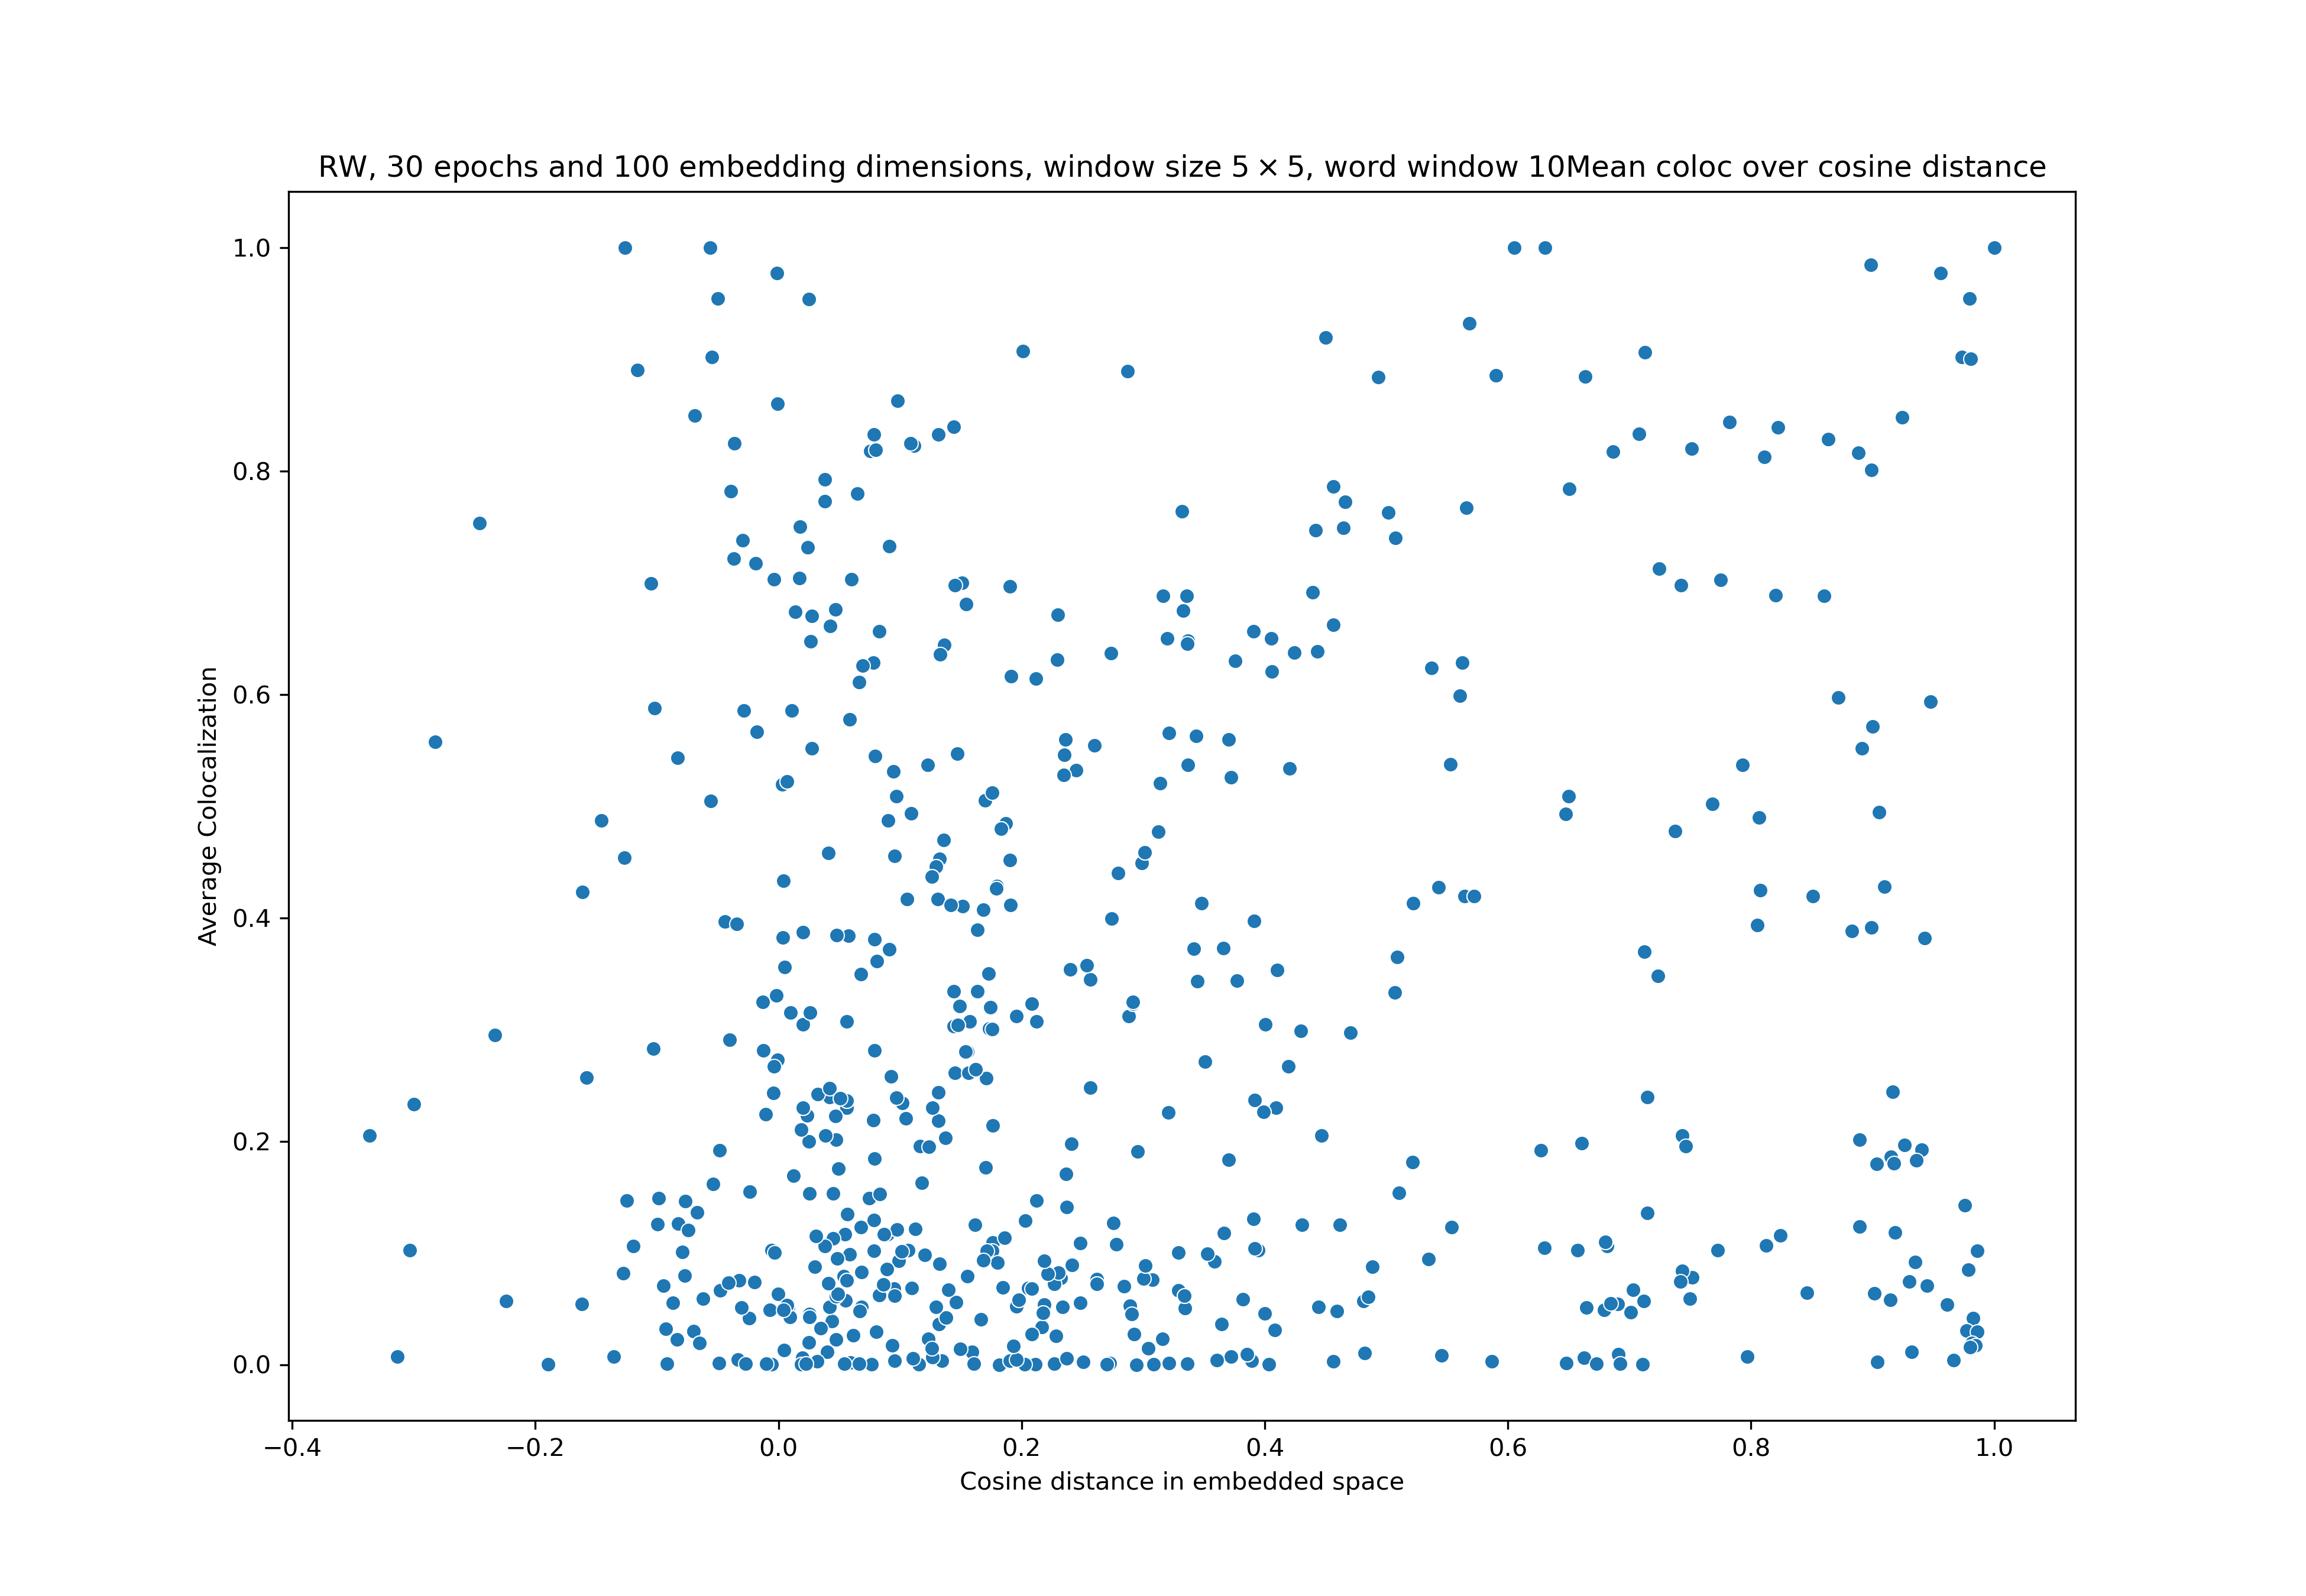 RW, 30 epochs and 100 embedding dimensions, window size 5 × 5, word window 10Mean coloc over cosine distance
1.0
0.8
0.6
0.4
0.2
0.0
Average Colocalization
−0.4 −0.2 0.0 0.2 0.4 0.6 0.8 1.0
Cosine distance in embedded space